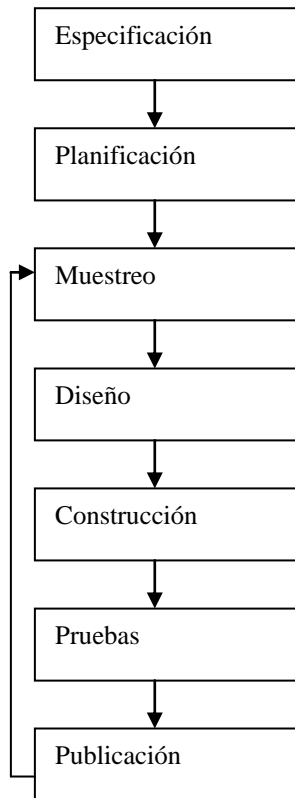 Especificación
Planificación
Muestreo
Diseño
Construcción
Pruebas
Publicación